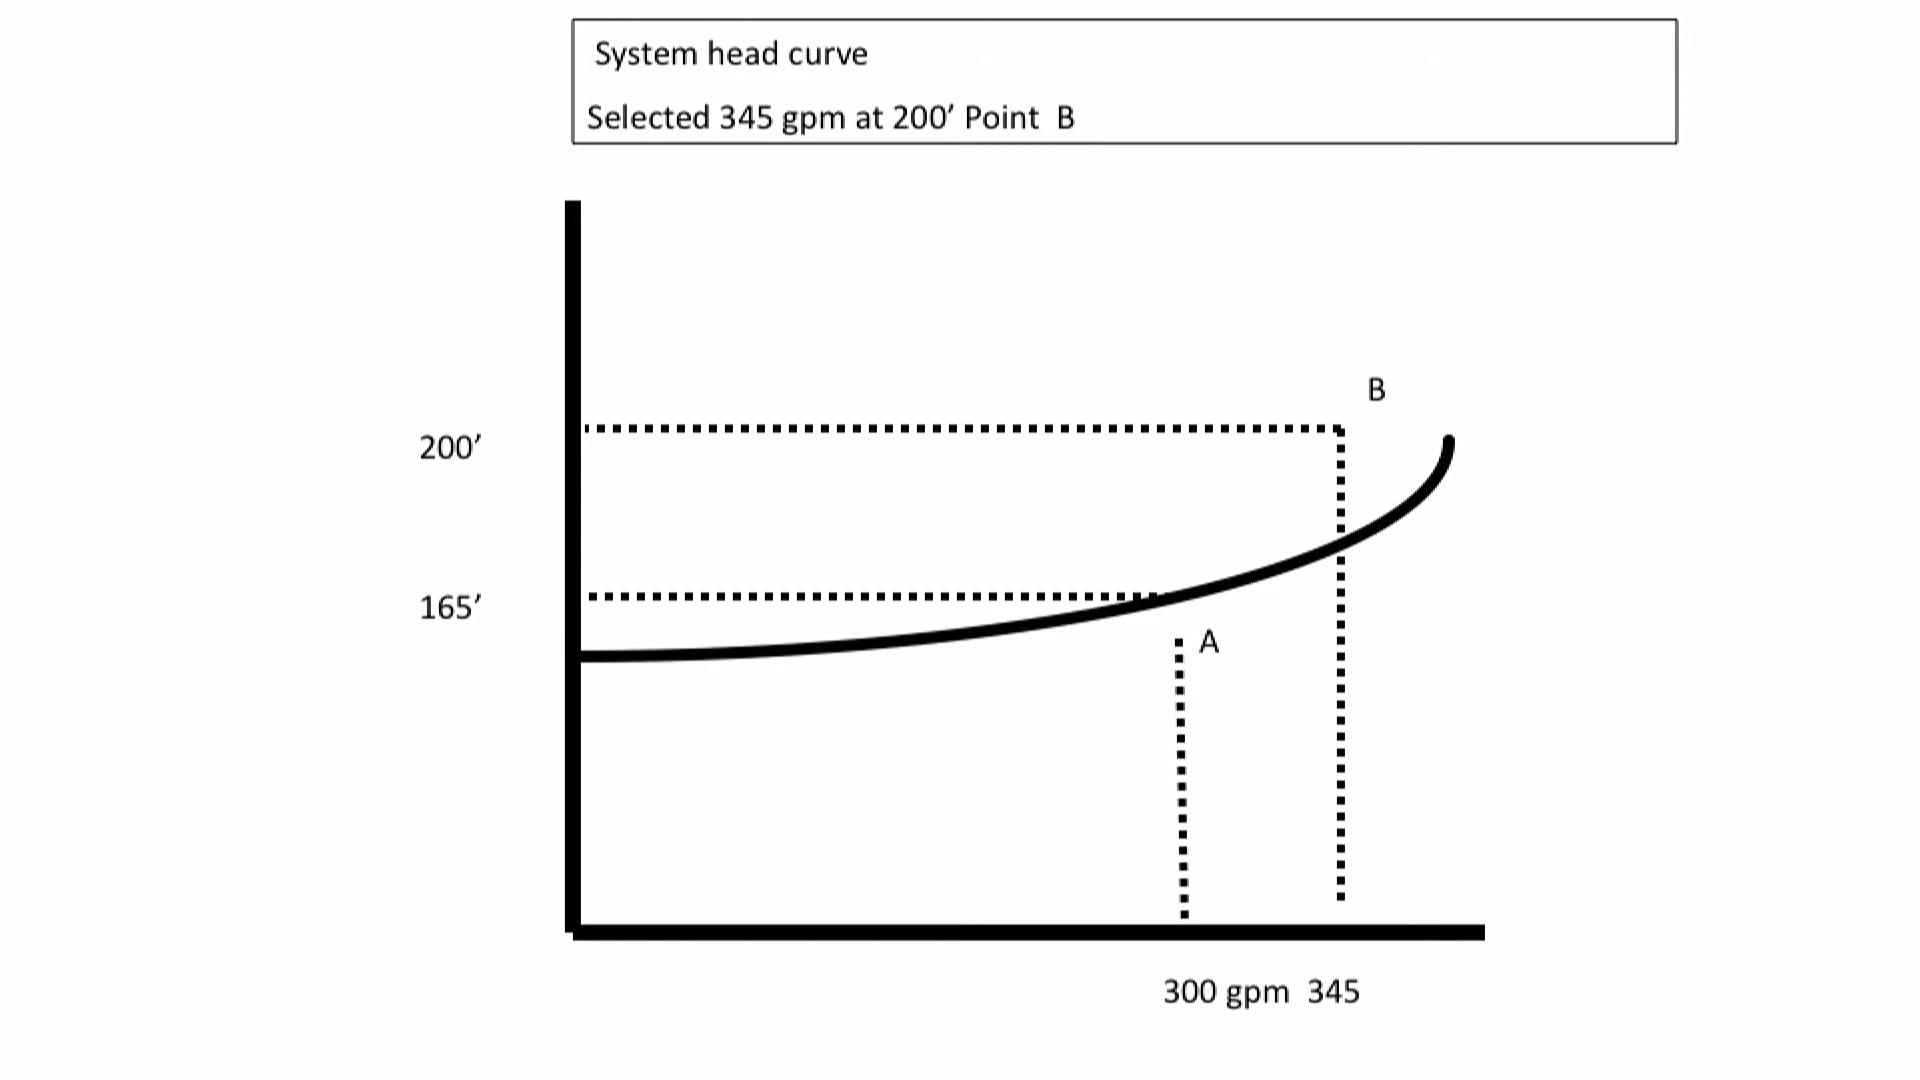 System head curve
Selected 345 gpm at 200’ Point  B
B
200’
165’
A
300 gpm  345